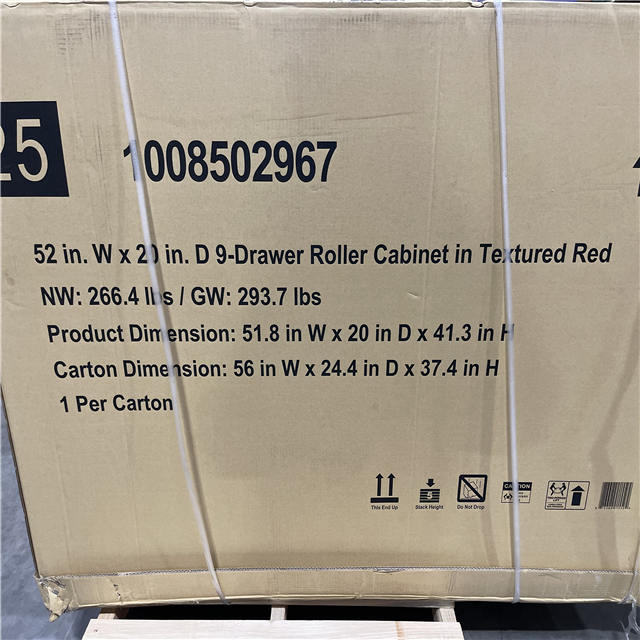 25
1008502967
52 in. W x 20 in. D 9-Drawer Roller Cabinet in Textured Red
NW: 266.4 lbs / GW: 293.7 lbs
Product Dimension: 51.8 in W x 20 in D x 41.3 in H
Carton Dimension: 56 in W x 24.4 in D x 37.4 in H
1 Per Carton
This End Up
Stack Height
Do Not Drop
CAUTION